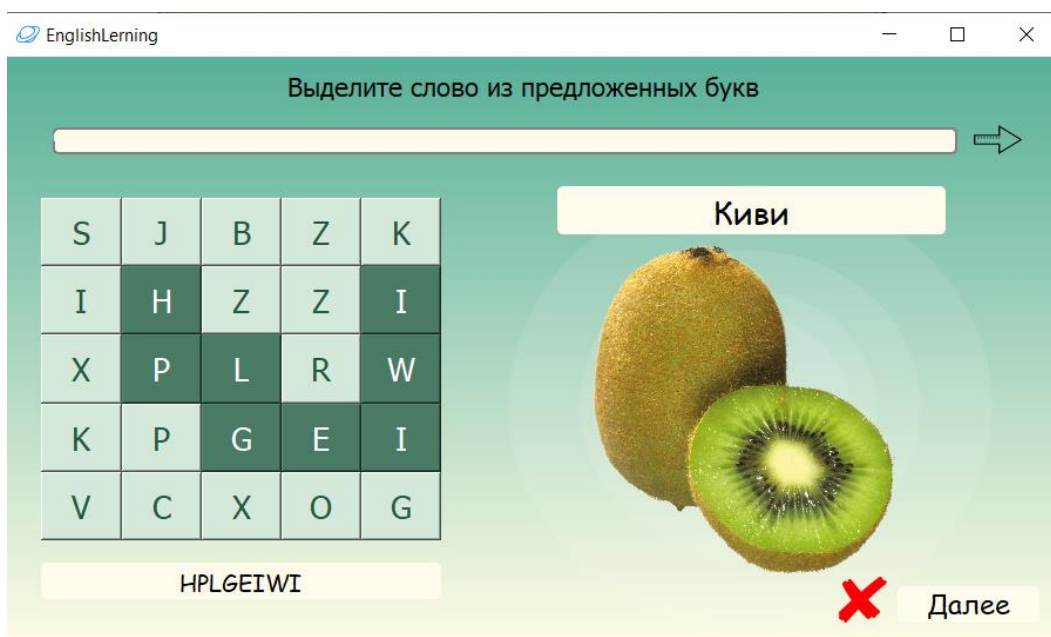 EnglishLerning
Выделите слово из предложенных букв
S J B Z K
I H Z Z I
X P L R W
K P G E I
V C X O G
HPLGEIWI
Киви
Далее